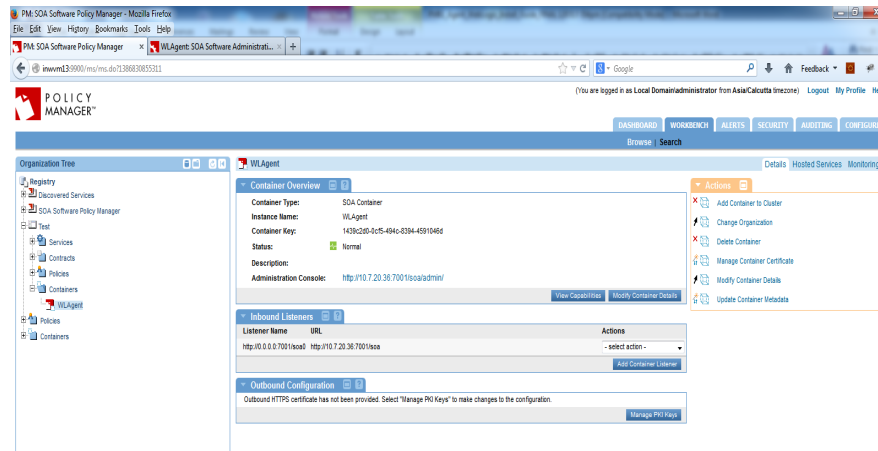 PM: SOA Software Policy Manager - Mozilla Firefox
File Edit View History Bookmarks Tools Help
PM: SOA Software Policy Manager × WLAgent: SOA Software Administrati... × +
inwvm13:9900/ms/ms.do?1386830855311 Google Feedback
POLICY MANAGER™
(You are logged in as Local Domain\administrator from Asia/Calcutta timezone) Logout My Profile He
DASHBOARD WORKBENCH ALERTS SECURITY AUDITING CONFIGURE
Browse | Search
Organization Tree
Registry
Discovered Services
SOA Software Policy Manager
Test
Services
Contracts
Policies
Containers
WLAgent
Policies
Containers
WLAgent Details Hosted Services Monitoring
Container Overview
Container Type: SOA Container
Instance Name: WLAgent
Container Key: 1439c2d0-0cf5-494c-8394-4591046d
Status: Normal
Description:
Administration Console: http://10.7.20.36:7001/soa/admin/
View Capabilities Modify Container Details
Inbound Listeners
Listener Name URL Actions
http://0.0.0.0:7001/soa0 http://10.7.20.36:7001/soa - select action -
Add Container Listener
Outbound Configuration
Outbound HTTPS certificate has not been provided. Select "Manage PKI Keys" to make changes to the configuration.
Manage PKI Keys
Actions
Add Container to Cluster
Change Organization
Delete Container
Manage Container Certificate
Modify Container Details
Update Container Metadata